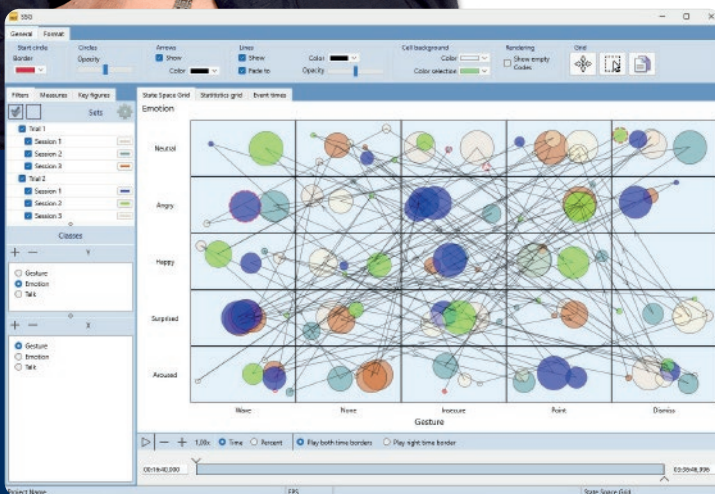 SSG
General Format
Start circle
Border
Circles
Opacity
Arrows
Show
Color
Lines
Show
Fade to
Color
Opacity
Cell background
Color
Color selection
Rendering
Show empty
Codes
Grid
Filters Measures Key figures
Sets
Trial 1
Session 1
Session 2
Session 3
Trial 2
Session 1
Session 2
Session 3
Classes
Y
Gesture
Emotion
Talk
X
Gesture
Emotion
Talk
State Space Grid Statistics grid Event times
Emotion
Neutral
Angry
Happy
Surprised
Aroused
Wave None Insecure Point Dismiss
Gesture
1,00x Time Percent Play both time borders Play right time border
Project Name EPS State Space Grid